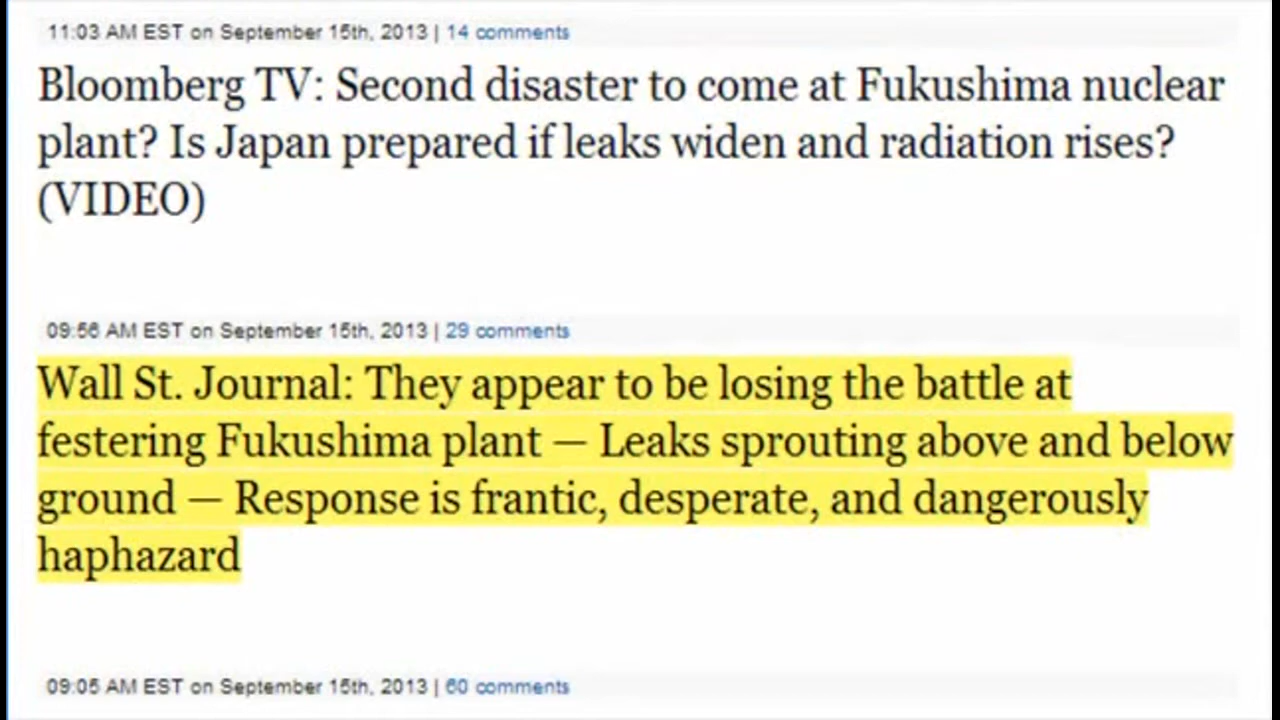 11:03 AM EST on September 15th, 2013 | 14 comments
Bloomberg TV: Second disaster to come at Fukushima nuclear
plant? Is Japan prepared if leaks widen and radiation rises?
(VIDEO)
09:56 AM EST on September 15th, 2013 | 29 comments
Wall St. Journal: They appear to be losing the battle at
festering Fukushima plant — Leaks sprouting above and below
ground — Response is frantic, desperate, and dangerously
haphazard
09:05 AM EST on September 15th, 2013 | 60 comments